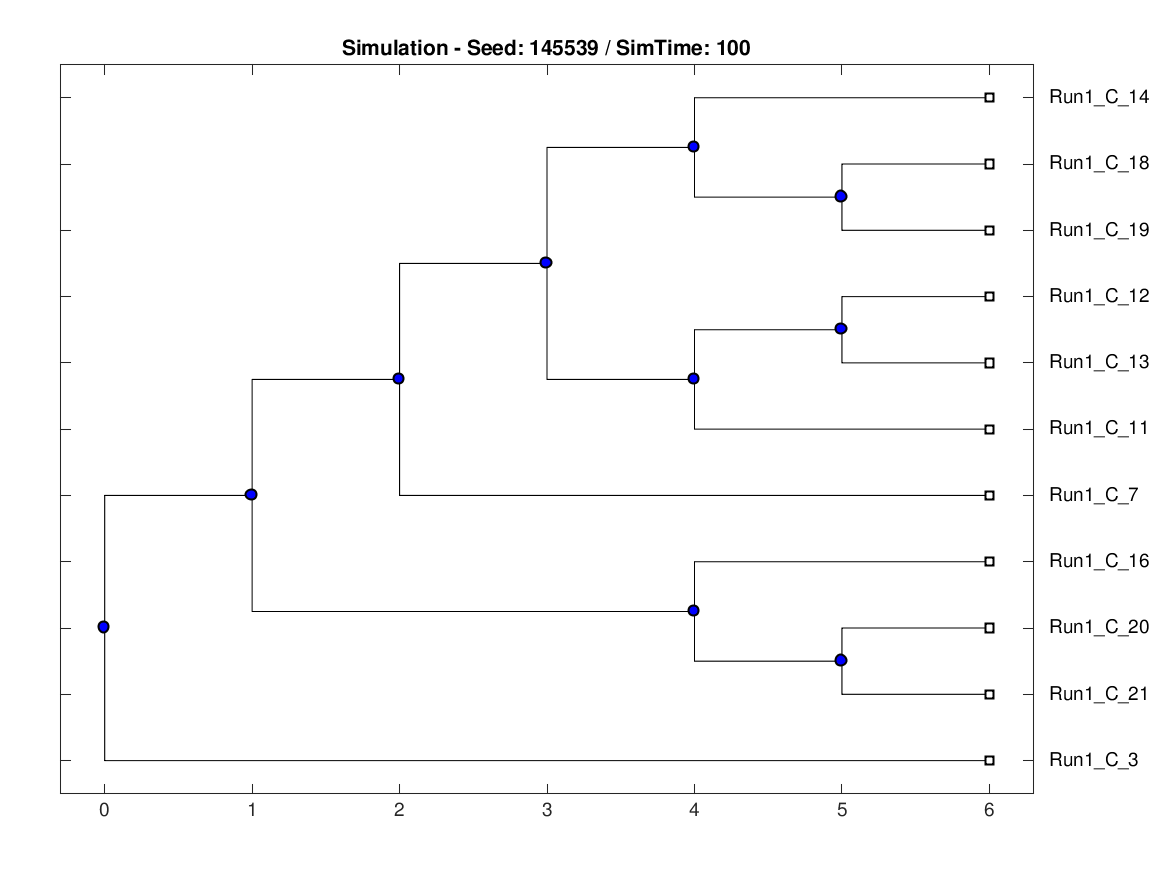 Simulation - Seed: 145539 / SimTime: 100
Run1_C_14
Run1_C_18
Run1_C_19
Run1_C_12
Run1_C_13
Run1_C_11
Run1_C_7
Run1_C_16
Run1_C_20
Run1_C_21
Run1_C_3
0 1 2 3 4 5 6